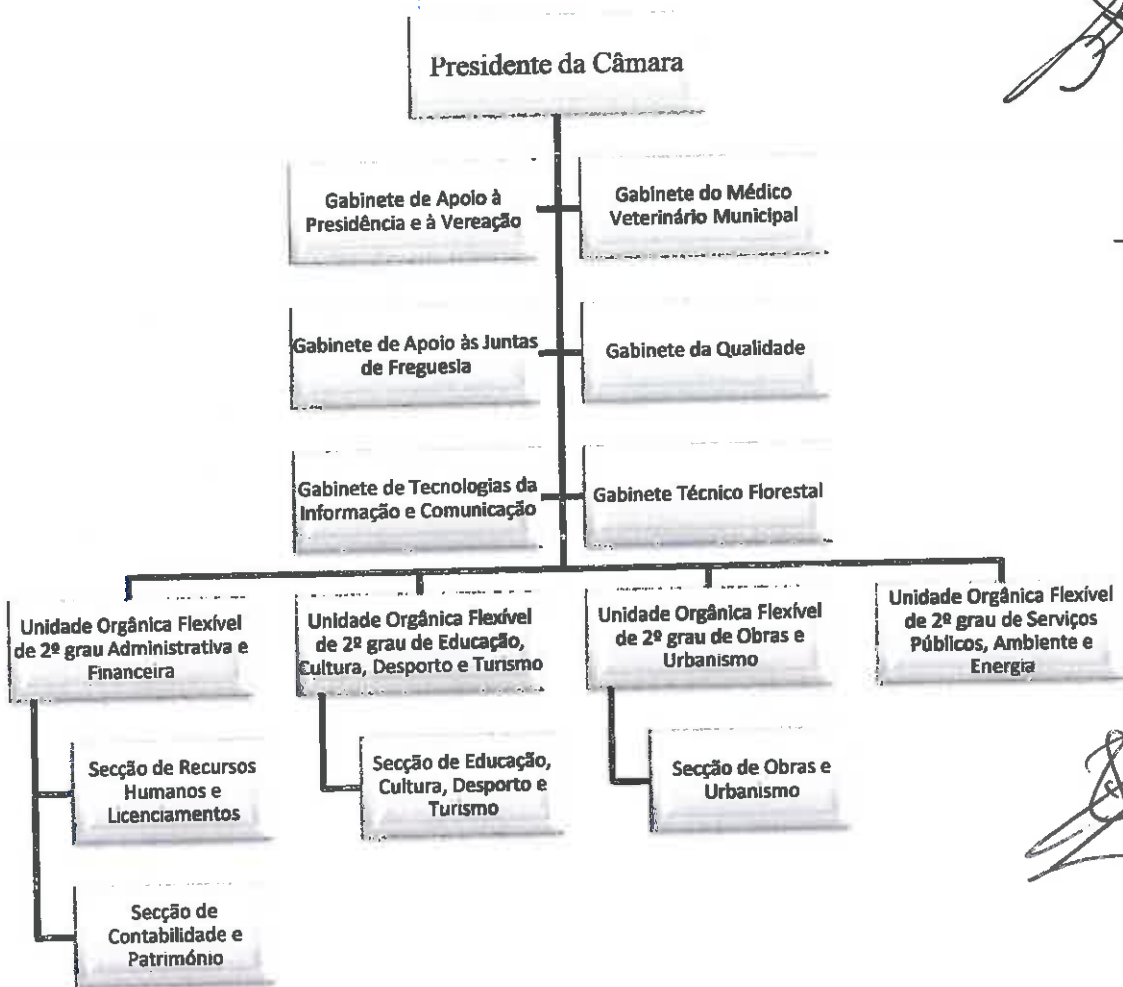 Presidente da Câmara
Gabinete de Apoio à
Presidência e à Vereação
Gabinete do Médico
Veterinário Municipal
Gabinete de Apoio às Juntas
de Freguesia
Gabinete da Qualidade
Gabinete de Tecnologias da
Informação e Comunicação
Gabinete Técnico Florestal
Unidade Orgânica Flexível
de 2º grau Administrativa e
Financeira
Unidade Orgânica Flexível
de 2º grau de Educação,
Cultura, Desporto e Turismo
Unidade Orgânica Flexível
de 2º grau de Obras e
Urbanismo
Unidade Orgânica Flexível
de 2º grau de Serviços
Públicos, Ambiente e
Energia
Secção de Recursos
Humanos e
Licenciamentos
Secção de Educação,
Cultura, Desporto e
Turismo
Secção de Obras e
Urbanismo
Secção de
Contabilidade e
Património